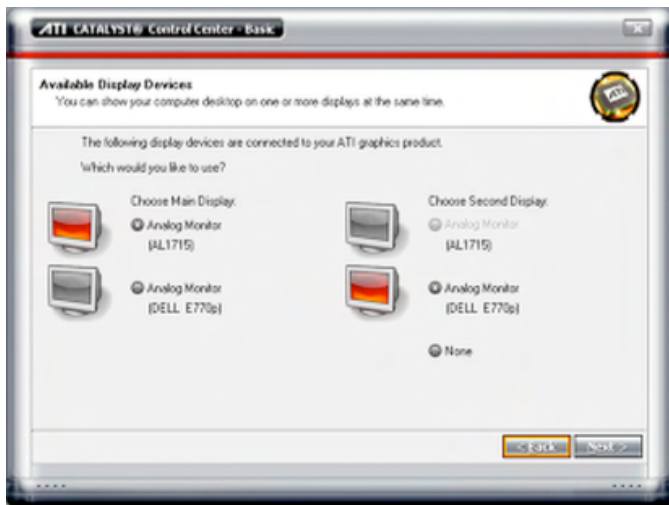 ATI CATALYST® Control Center - Basic
Available Display Devices
You can show your computer desktop on one or more displays at the same time.
ATI
The following display devices are connected to your ATI graphics product.
Which would you like to use?
Choose Main Display:
Analog Monitor
(AL1715)
Analog Monitor
(DELL E770p)
Choose Second Display:
Analog Monitor
(AL1715)
Analog Monitor
(DELL E770p)
None
< Back
Next >